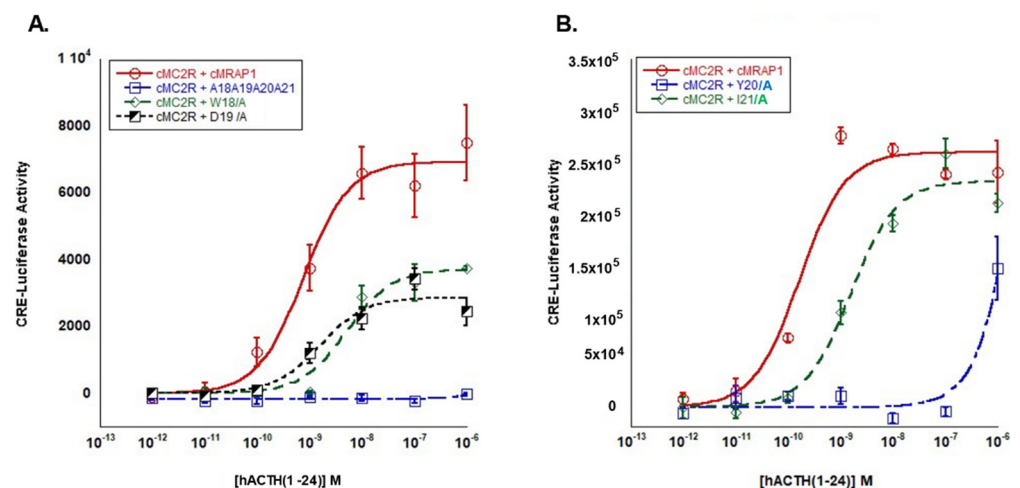 A.
1 10⁴
8000
6000
4000
2000
0
CRE-Luciferase Activity
cMC2R + cMRAP1
cMC2R + A18A19A20A21
cMC2R + W18/A
cMC2R + D19 /A
10⁻¹³ 10⁻¹² 10⁻¹¹ 10⁻¹⁰ 10⁻⁹ 10⁻⁸ 10⁻⁷ 10⁻⁶
[hACTH(1-24)] M
B.
3.5x10⁵
3x10⁵
2.5x10⁵
2x10⁵
1.5x10⁵
1x10⁵
5x10⁴
0
CRE-Luciferase Activity
cMC2R + cMRAP1
cMC2R + Y20/A
cMC2R + I21/A
10⁻¹³ 10⁻¹² 10⁻¹¹ 10⁻¹⁰ 10⁻⁹ 10⁻⁸ 10⁻⁷ 10⁻⁶
[hACTH(1-24)] M